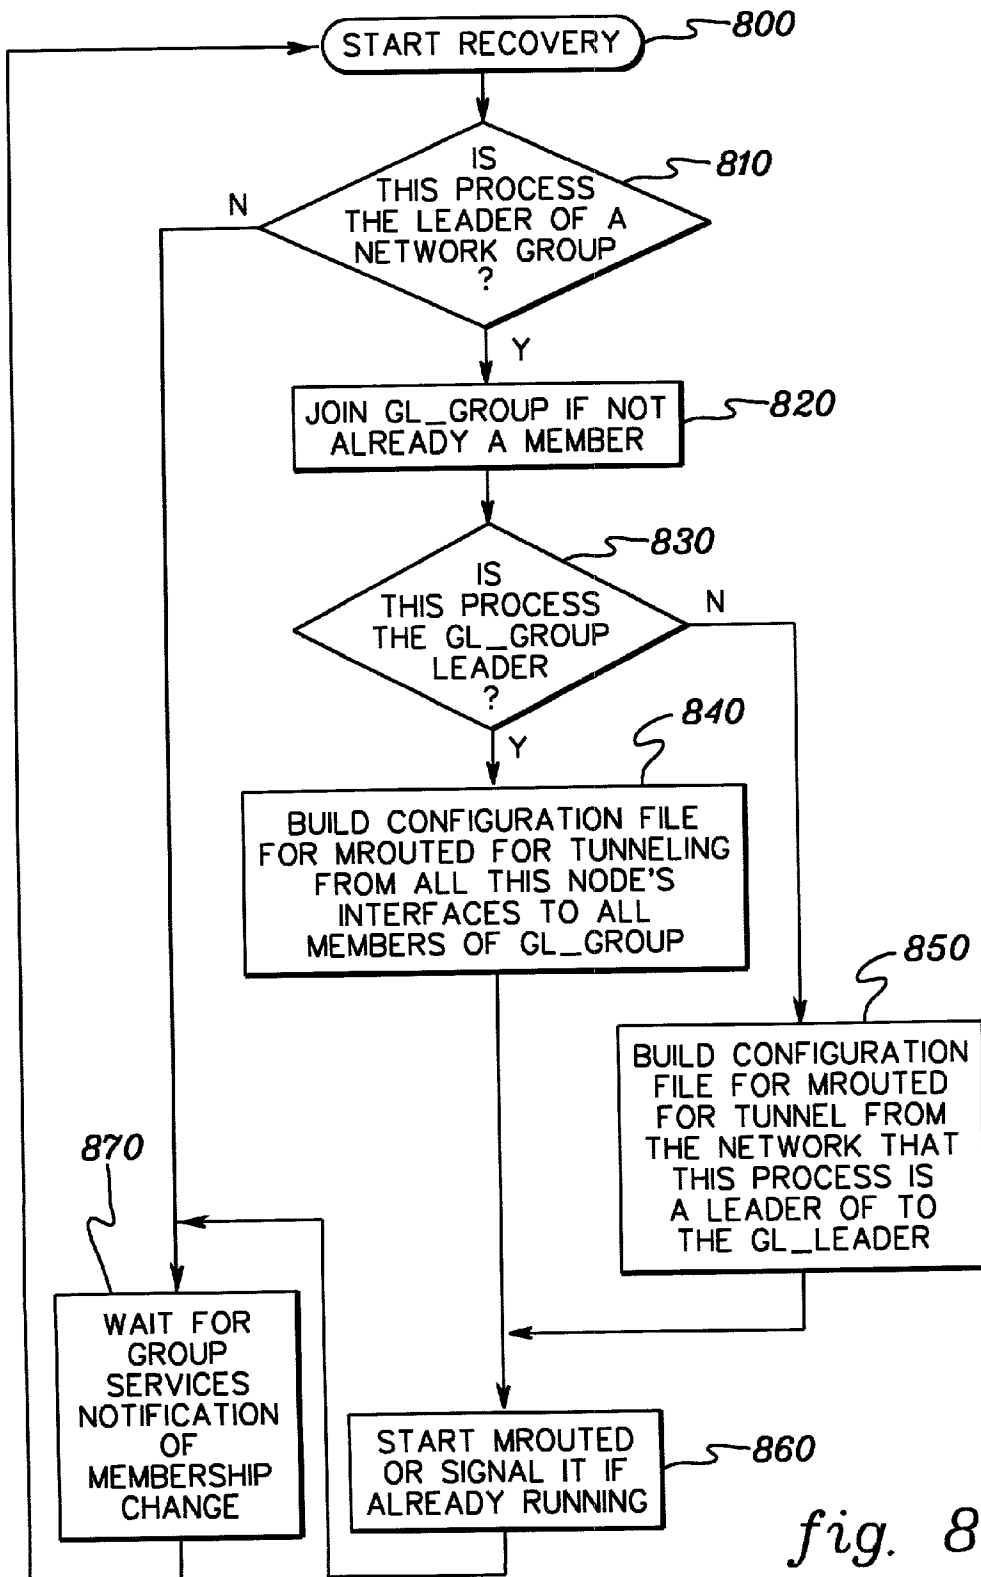 START RECOVERY
800
IS
THIS PROCESS
THE LEADER OF A
NETWORK GROUP
?
810
N
Y
JOIN GL_GROUP IF NOT
ALREADY A MEMBER
820
IS
THIS PROCESS
THE GL_GROUP
LEADER
?
830
N
Y
840
BUILD CONFIGURATION FILE
FOR MROUTED FOR TUNNELING
FROM ALL THIS NODE'S
INTERFACES TO ALL
MEMBERS OF GL_GROUP
850
BUILD CONFIGURATION
FILE FOR MROUTED
FOR TUNNEL FROM
THE NETWORK THAT
THIS PROCESS IS
A LEADER OF TO
THE GL_LEADER
870
WAIT FOR
GROUP
SERVICES
NOTIFICATION
OF
MEMBERSHIP
CHANGE
START MROUTED
OR SIGNAL IT IF
ALREADY RUNNING
860
fig. 8